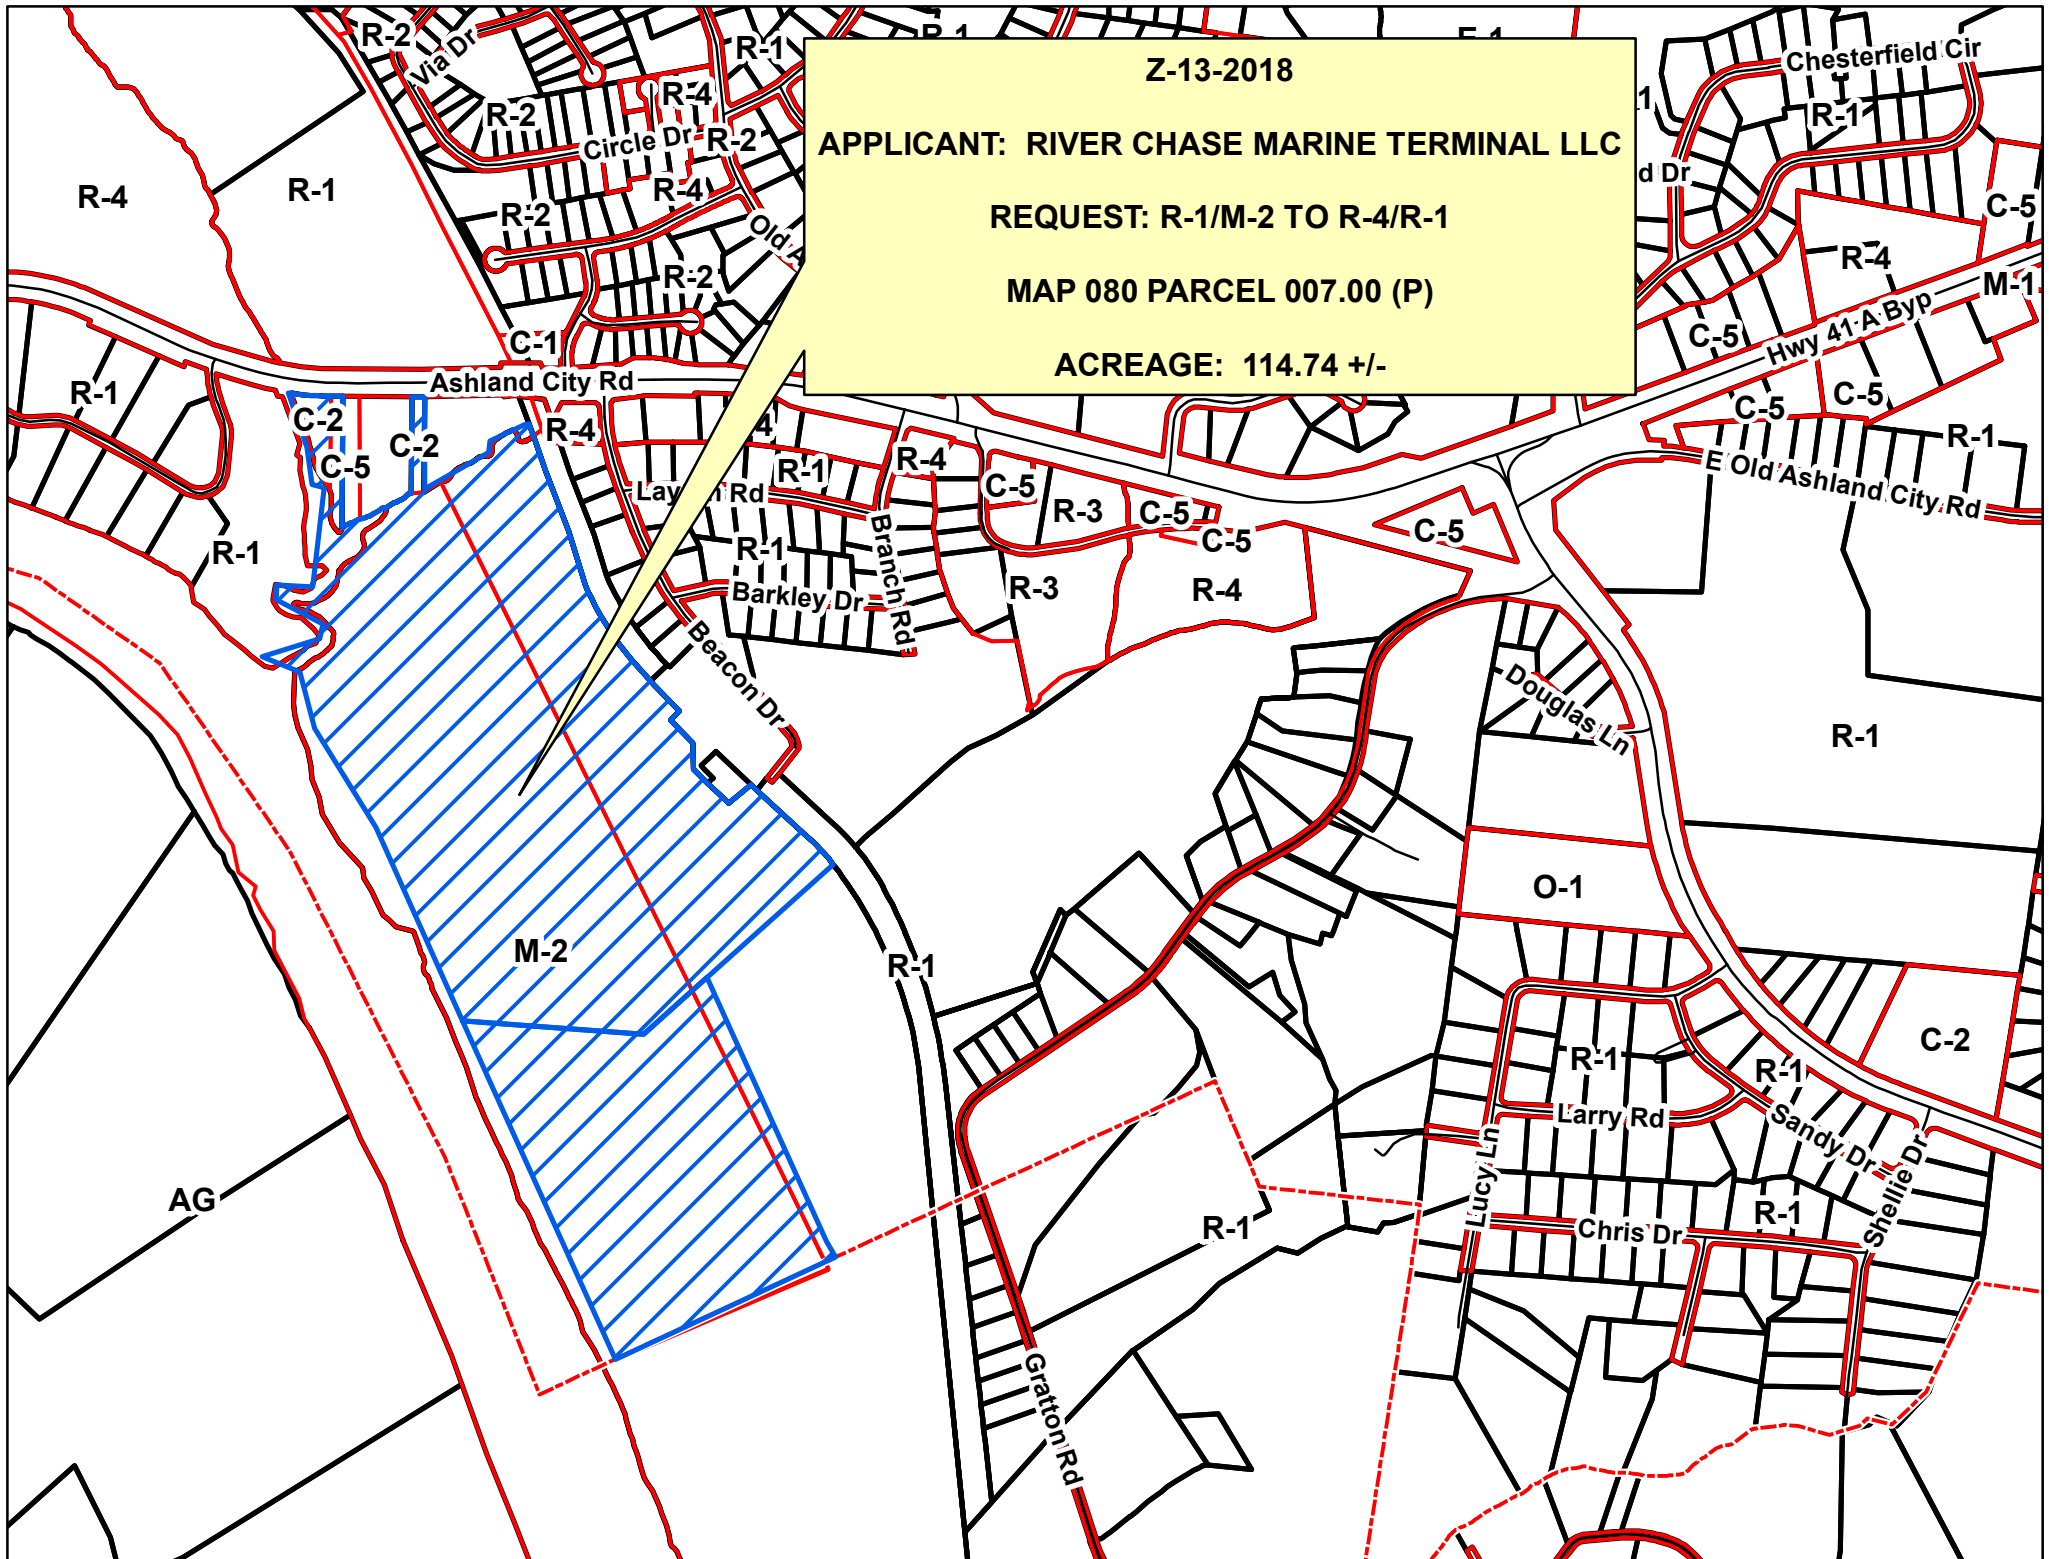 Z-13-2018
APPLICANT: RIVER CHASE MARINE TERMINAL LLC
REQUEST: R-1/M-2 TO R-4/R-1
MAP 080 PARCEL 007.00 (P)
ACREAGE: 114.74 +/-
R-2
Via Dr
R-1
Chesterfield Cir
R-4
R-2
R-1
Circle Dr
R-2
R-4
R-1
R-4
R-2
C-5
Old
R-4
R-2
M-1
C-1
C-5
Hwy 41 A Byp
Ashland City Rd
R-1
C-5
C-5
C-2
R-4
C-2
R-1
C-5
R-1
R-4
E Old Ashland City Rd
C-5
Rd
R-3
C-5
C-5
C-5
R-1
R-1
Branch Rd
R-3
R-4
Barkley Dr
Beacon Dr
Douglas Ln
R-1
O-1
M-2
R-1
C-2
R-1
R-1
Larry Rd
Sandy Dr
Lucy Ln
Shellie Dr
AG
R-1
R-1
Chris Dr
Gratton Rd